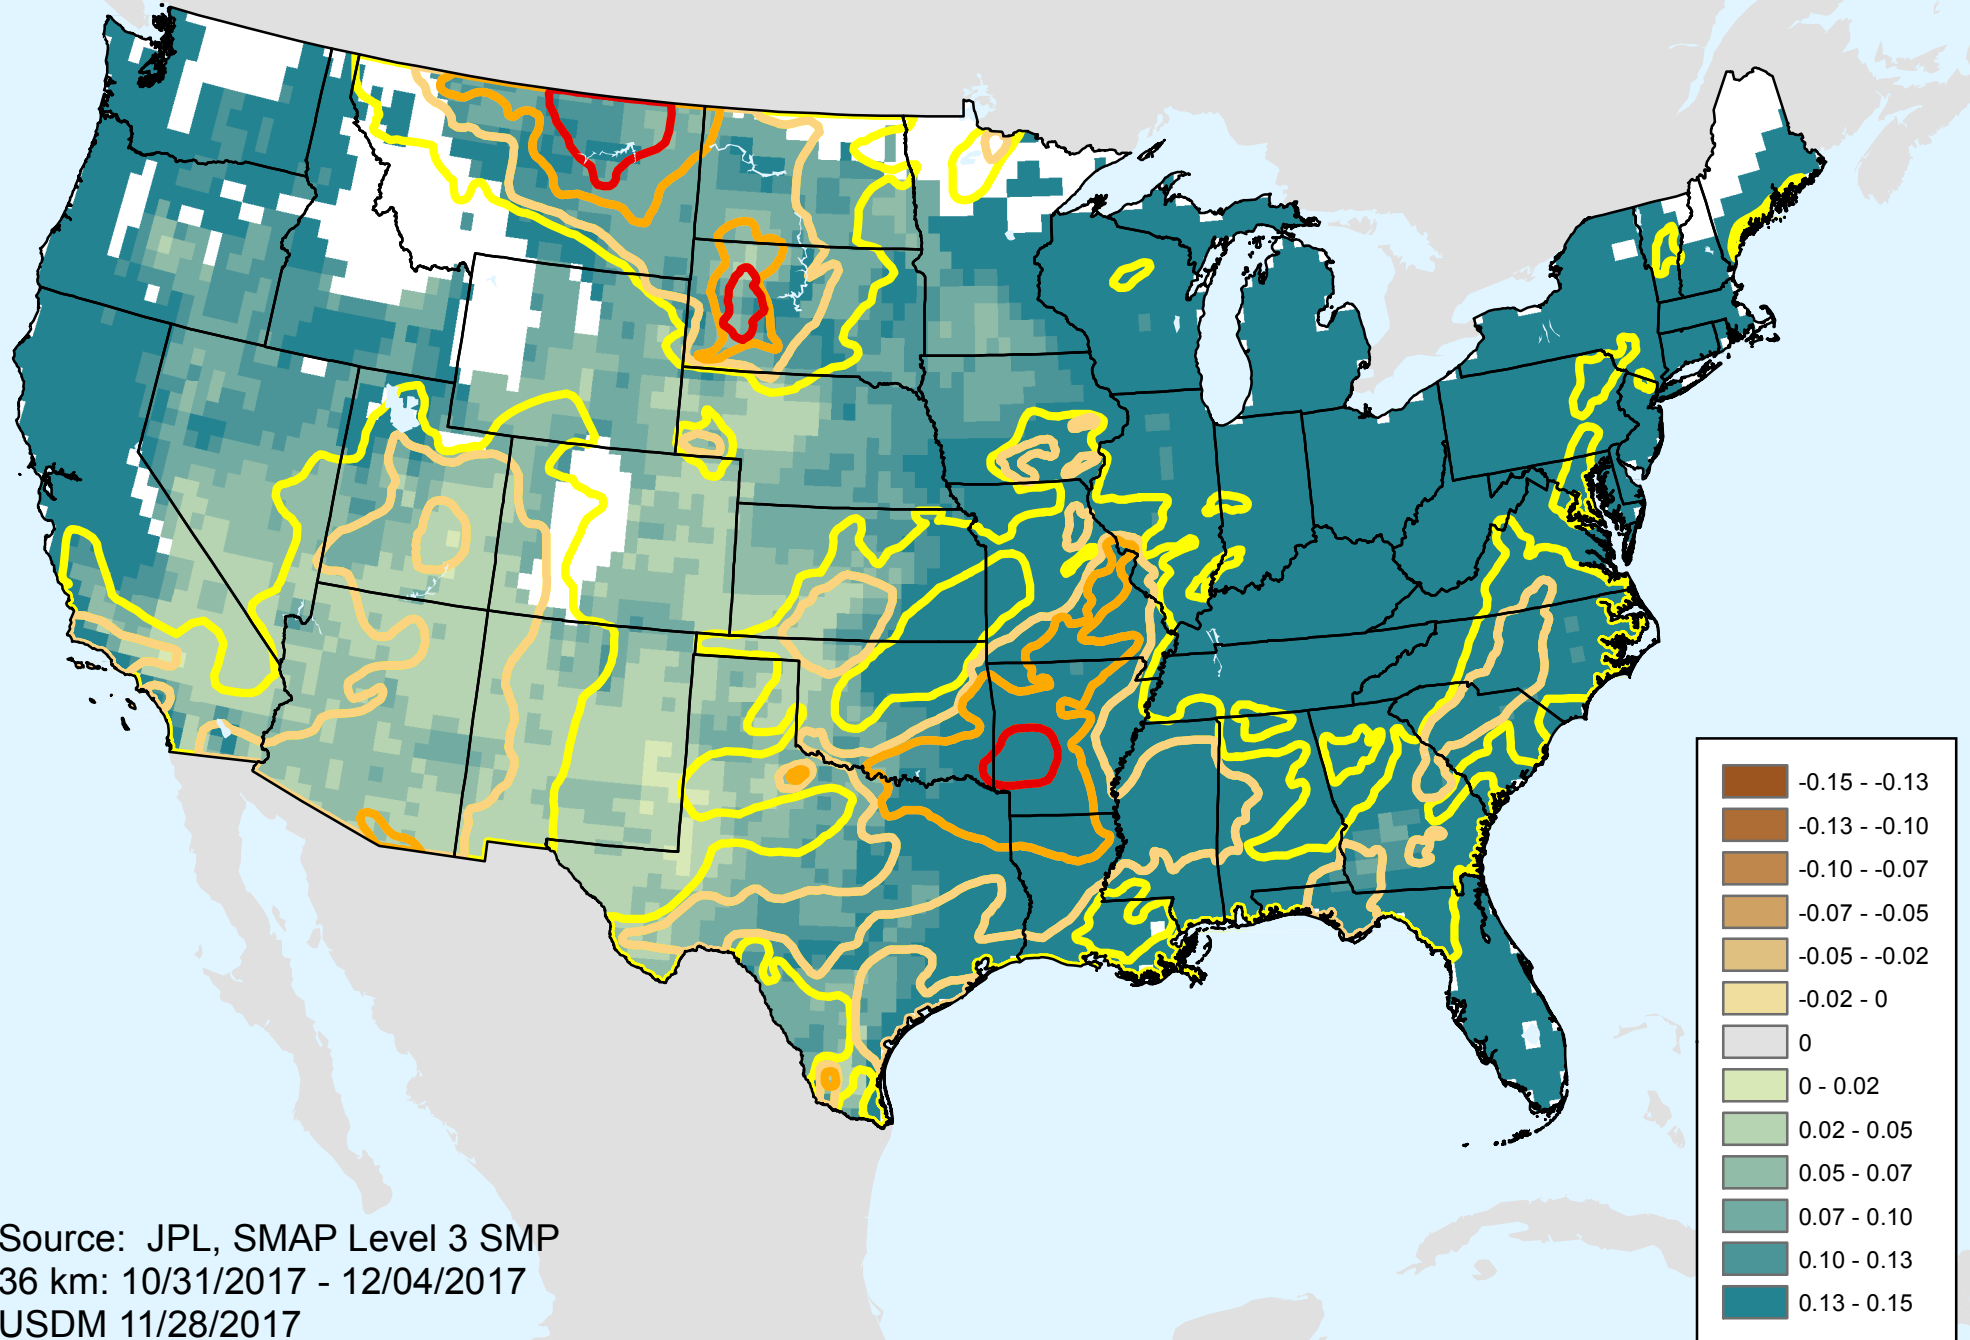 -0.15 - -0.13
-0.13 - -0.10
-0.10 - -0.07
-0.07 - -0.05
-0.05 - -0.02
-0.02 - 0
0
0 - 0.02
0.02 - 0.05
0.05 - 0.07
0.07 - 0.10
0.10 - 0.13
0.13 - 0.15
Source: JPL, SMAP Level 3 SMP
36 km: 10/31/2017 - 12/04/2017
USDM 11/28/2017